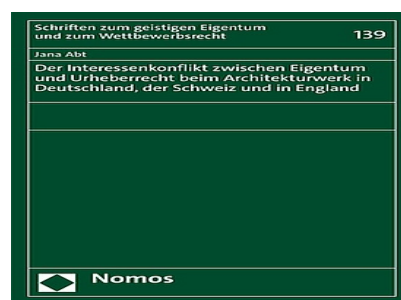 Schriften zum geistigen Eigentum
und zum Wettbewerbsrecht
139
Jana Abt
Der Interessenkonflikt zwischen Eigentum
und Urheberrecht beim Architekturwerk in
Deutschland, der Schweiz und in England
Nomos